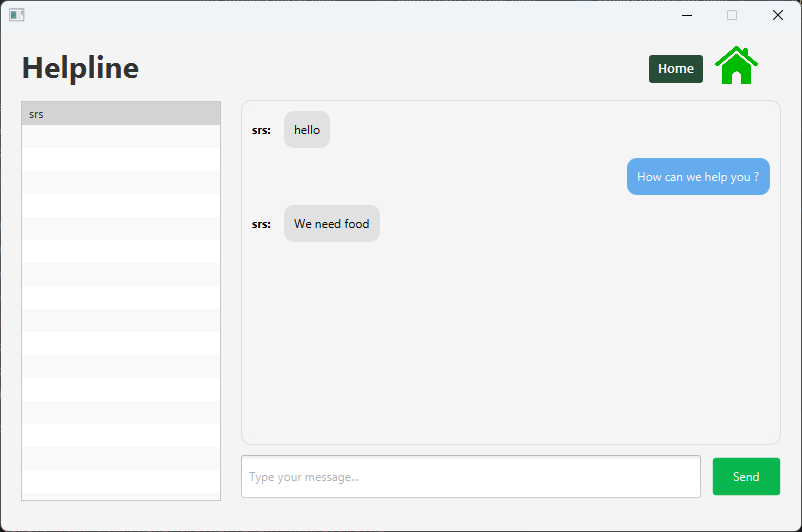 Helpline
Home
srs
srs: hello
How can we help you ?
srs: We need food
Type your message...
Send